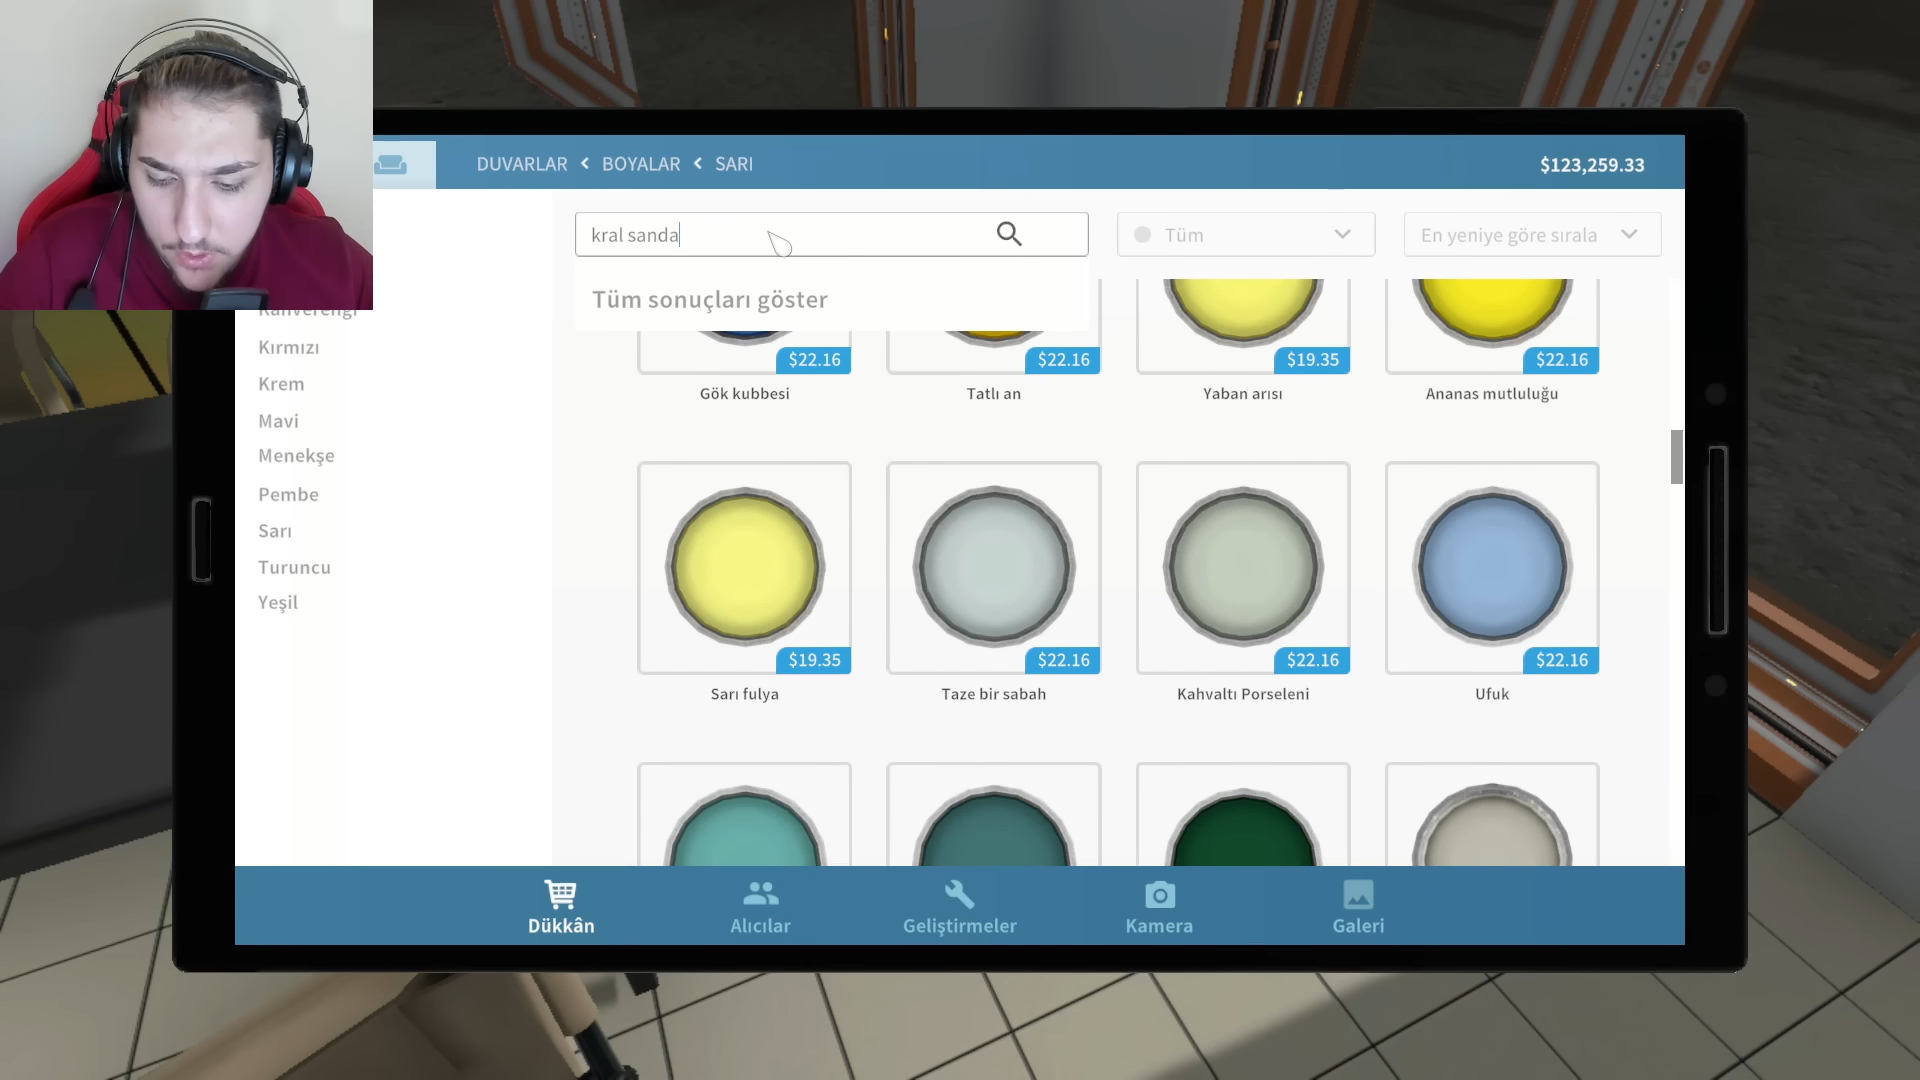 DUVARLAR < BOYALAR < SARI
$123,259.33
kral sanda
Tüm
En yeniye göre sırala
Tüm sonuçları göster
Kahverengi
Kırmızı
Krem
Mavi
Menekşe
Pembe
Sarı
Turuncu
Yeşil
$22.16
$22.16
$19.35
$22.16
Gök kubbesi
Tatlı an
Yaban arısı
Ananas mutluluğu
$19.35
$22.16
$22.16
$22.16
Sarı fulya
Taze bir sabah
Kahvaltı Porseleni
Ufuk
Dükkân
Alıcılar
Geliştirmeler
Kamera
Galeri